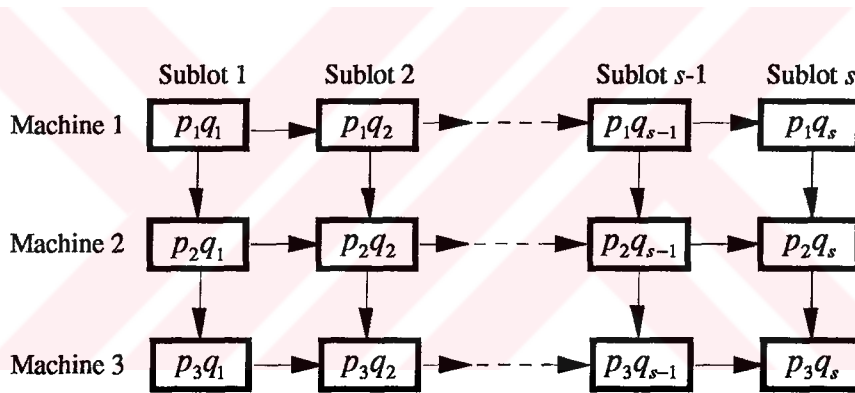 Sublot 1 Sublot 2 Sublot s-1 Sublot s
Machine 1 p₁q₁ p₁q₂ p₁qₛ₋₁ p₁qₛ
Machine 2 p₂q₁ p₂q₂ p₂qₛ₋₁ p₂qₛ
Machine 3 p₃q₁ p₃q₂ p₃qₛ₋₁ p₃qₛ